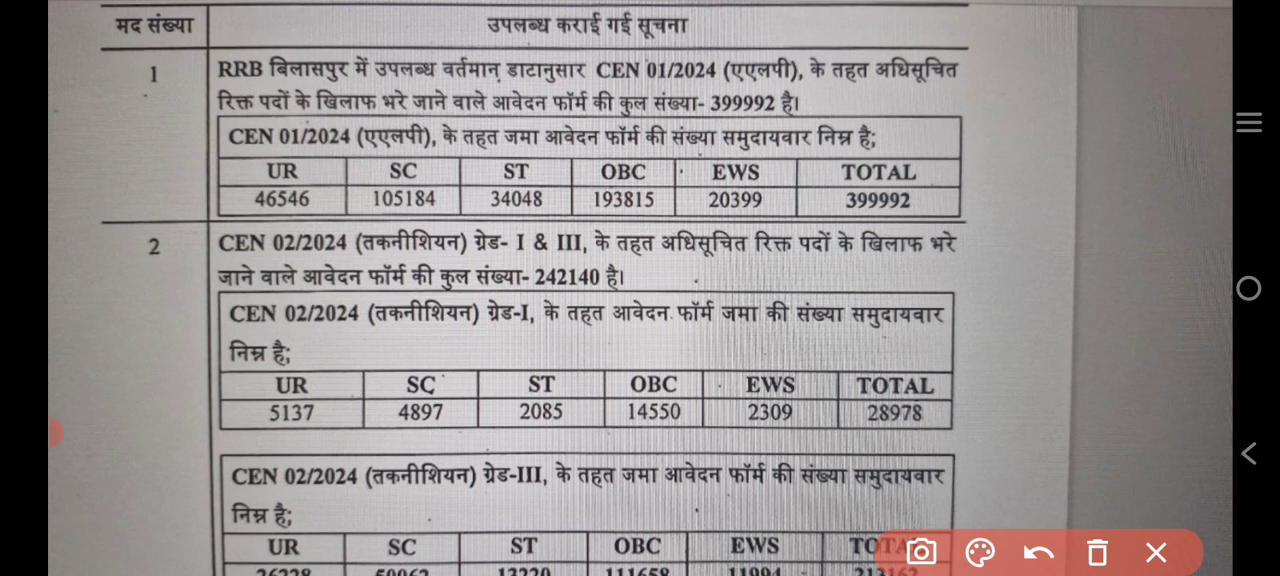 मद संख्या उपलब्ध कराई गई सूचना
1 RRB बिलासपुर में उपलब्ध वर्तमान् डाटानुसार CEN 01/2024 (एएलपी), के तहत अधिसूचित
रिक्त पदों के खिलाफ भरे जाने वाले आवेदन फॉर्म की कुल संख्या- 399992 है।
CEN 01/2024 (एएलपी), के तहत जमा आवेदन फॉर्म की संख्या समुदायवार निम्न है;
UR SC ST OBC EWS TOTAL
46546 105184 34048 193815 20399 399992
2 CEN 02/2024 (तकनीशियन) ग्रेड- I & III, के तहत अधिसूचित रिक्त पदों के खिलाफ भरे
जाने वाले आवेदन फॉर्म की कुल संख्या- 242140 है।
CEN 02/2024 (तकनीशियन) ग्रेड-I, के तहत आवेदन फॉर्म जमा की संख्या समुदायवार
निम्न है;
UR SC ST OBC EWS TOTAL
5137 4897 2085 14550 2309 28978
CEN 02/2024 (तकनीशियन) ग्रेड-III, के तहत जमा आवेदन फॉर्म की संख्या समुदायवार
निम्न है;
UR SC ST OBC EWS
111658